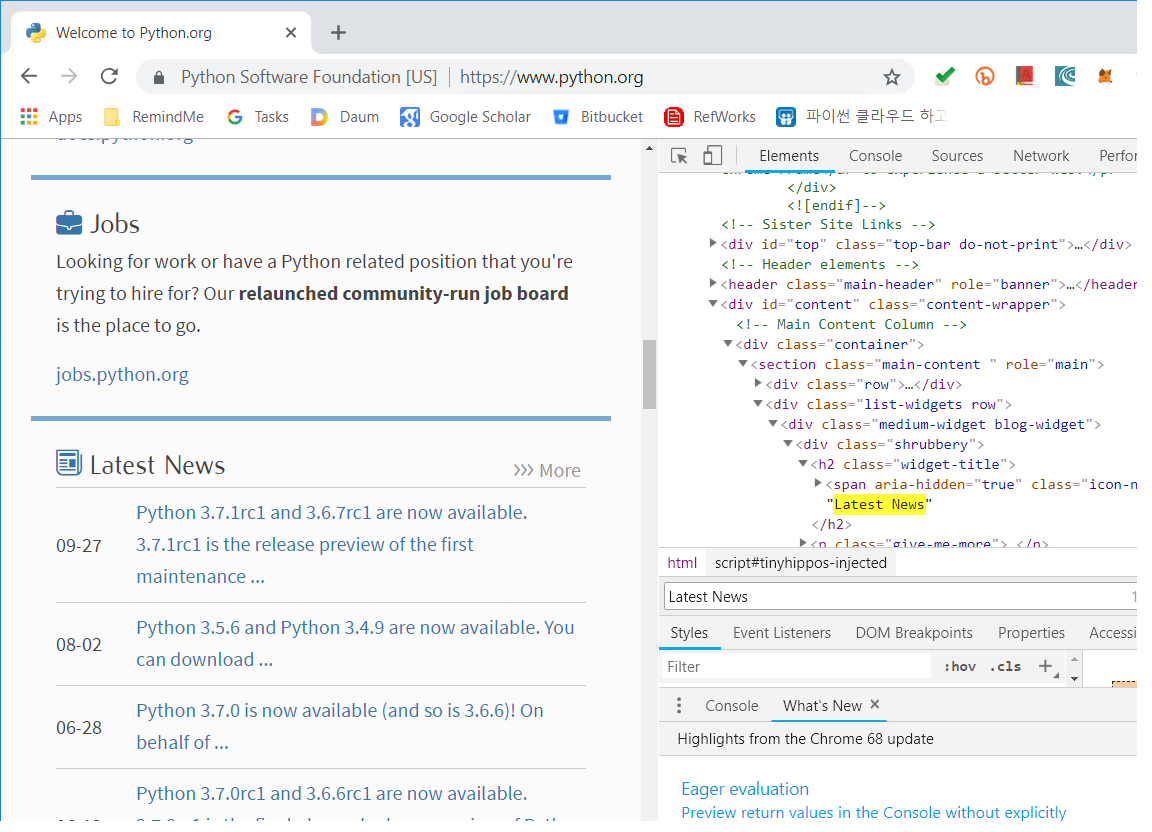 Welcome to Python.org
Python Software Foundation [US] | https://www.python.org
Apps RemindMe Tasks Daum Google Scholar Bitbucket RefWorks 파이썬 클라우드 하고
docs.python.org
Jobs
Looking for work or have a Python related position that you're
trying to hire for? Our relaunched community-run job board
is the place to go.
jobs.python.org
Latest News
››› More
09-27
Python 3.7.1rc1 and 3.6.7rc1 are now available.
3.7.1rc1 is the release preview of the first
maintenance ...
08-02
Python 3.5.6 and Python 3.4.9 are now available. You
can download ...
06-28
Python 3.7.0 is now available (and so is 3.6.6)! On
behalf of ...
Python 3.7.0rc1 and 3.6.6rc1 are now available.
Elements Console Sources Network Perfor
</div>
<![endif]-->
<!-- Sister Site Links -->
<div id="top" class="top-bar do-not-print">…</div>
<!-- Header elements -->
<header class="main-header" role="banner">…</header
<div id="content" class="content-wrapper">
<!-- Main Content Column -->
<div class="container">
<section class="main-content " role="main">
<div class="row">…</div>
<div class="list-widgets row">
<div class="medium-widget blog-widget">
<div class="shrubbery">
<h2 class="widget-title">
<span aria-hidden="true" class="icon-n
"Latest News"
</h2>
<p class="give-me-more">…</p>
html script#tinyhippos-injected
Latest News 1
Styles Event Listeners DOM Breakpoints Properties Accessi
Filter :hov .cls +
Console What's New ×
Highlights from the Chrome 68 update
Eager evaluation
Preview return values in the Console without explicitly